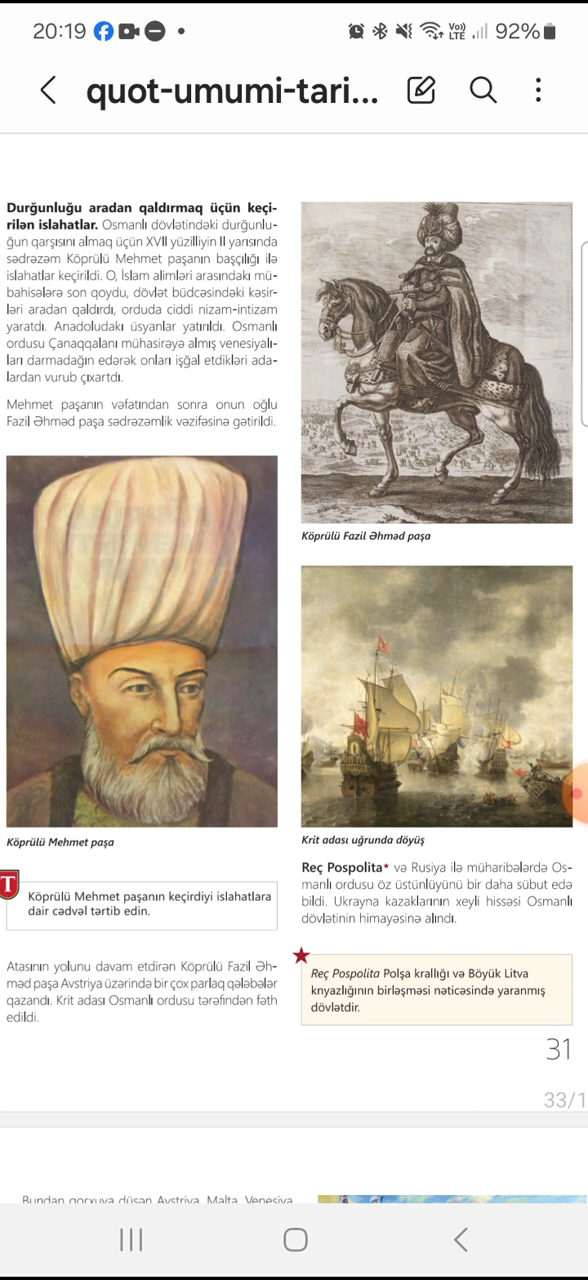 20:19
Vo)) LTE 92%
quot-umumi-tari...
Durğunluğu aradan qaldırmaq üçün keçi-
rilən islahatlar. Osmanlı dövlətindəki durğunlu-
ğun qarşısını almaq üçün XVII yüzilliyin II yarısında
sədrəzəm Köprülü Mehmet paşanın başçılığı ilə
islahatlar keçirildi. O, İslam alimləri arasındakı mü-
bahisələrə son qoydu, dövlət büdcəsindəki kəsir-
ləri aradan qaldırdı, orduda ciddi nizam-intizam
yaratdı. Anadoludakı üsyanlar yatırıldı. Osmanlı
ordusu Çanaqqalanı mühasirəyə almış venesiyalı-
ları darmadağın edərək onları işğal etdikləri ada-
lardan vurub çıxartdı.
Mehmet paşanın vəfatından sonra onun oğlu
Fazil Əhməd paşa sədrəzəmlik vəzifəsinə gətirildi.
Köprülü Mehmet paşa
T
Köprülü Mehmet paşanın keçirdiyi islahatlara
dair cədvəl tərtib edin.
Atasının yolunu davam etdirən Köprülü Fazil Əh-
məd paşa Avstriya üzərində bir çox parlaq qələbələr
qazandı. Krit adası Osmanlı ordusu tərəfindən fəth
edildi.
Köprülü Fazil Əhməd paşa
Krit adası uğrunda döyüş
Reç Pospolita★ və Rusiya ilə müharibələrdə Os-
manlı ordusu öz üstünlüyünü bir daha sübut edə
bildi. Ukrayna kazaklarının xeyli hissəsi Osmanlı
dövlətinin himayəsinə alındı.
Reç Pospolita Polşa krallığı və Böyük Litva
knyazlığının birləşməsi nəticəsində yaranmış
dövlətdir.
31
33/1
Bundan qorxuya düşən Avstriya, Malta, Venesiya